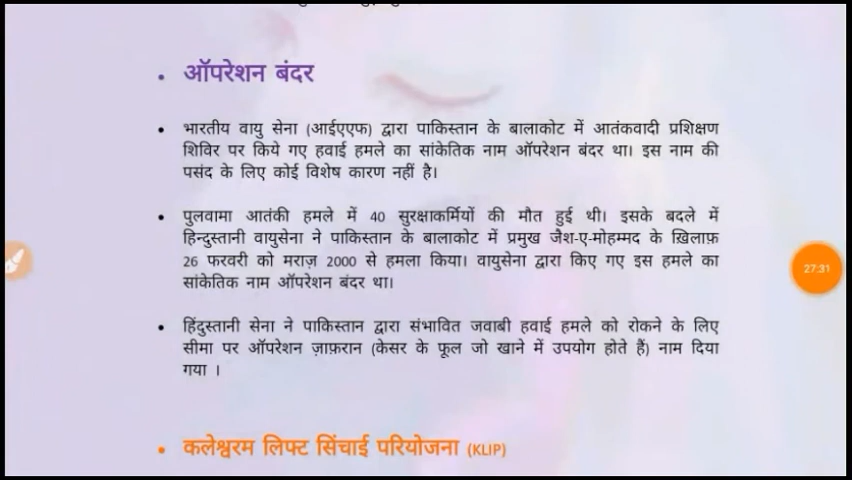 ऑपरेशन बंदर
भारतीय वायु सेना (आईएएफ) द्वारा पाकिस्तान के बालाकोट में आतंकवादी प्रशिक्षण
शिविर पर किये गए हवाई हमले का सांकेतिक नाम ऑपरेशन बंदर था। इस नाम की
पसंद के लिए कोई विशेष कारण नहीं है।
पुलवामा आतंकी हमले में 40 सुरक्षाकर्मियों की मौत हुई थी। इसके बदले में
हिन्दुस्तानी वायुसेना ने पाकिस्तान के बालाकोट में प्रमुख जैश-ए-मोहम्मद के ख़िलाफ़
26 फरवरी को मराज़ 2000 से हमला किया। वायुसेना द्वारा किए गए इस हमले का
सांकेतिक नाम ऑपरेशन बंदर था।
27:31
हिंदुस्तानी सेना ने पाकिस्तान द्वारा संभावित जवाबी हवाई हमले को रोकने के लिए
सीमा पर ऑपरेशन ज़ाफ़रान (केसर के फूल जो खाने में उपयोग होते हैं) नाम दिया
गया ।
कलेश्वरम लिफ्ट सिंचाई परियोजना (KLIP)